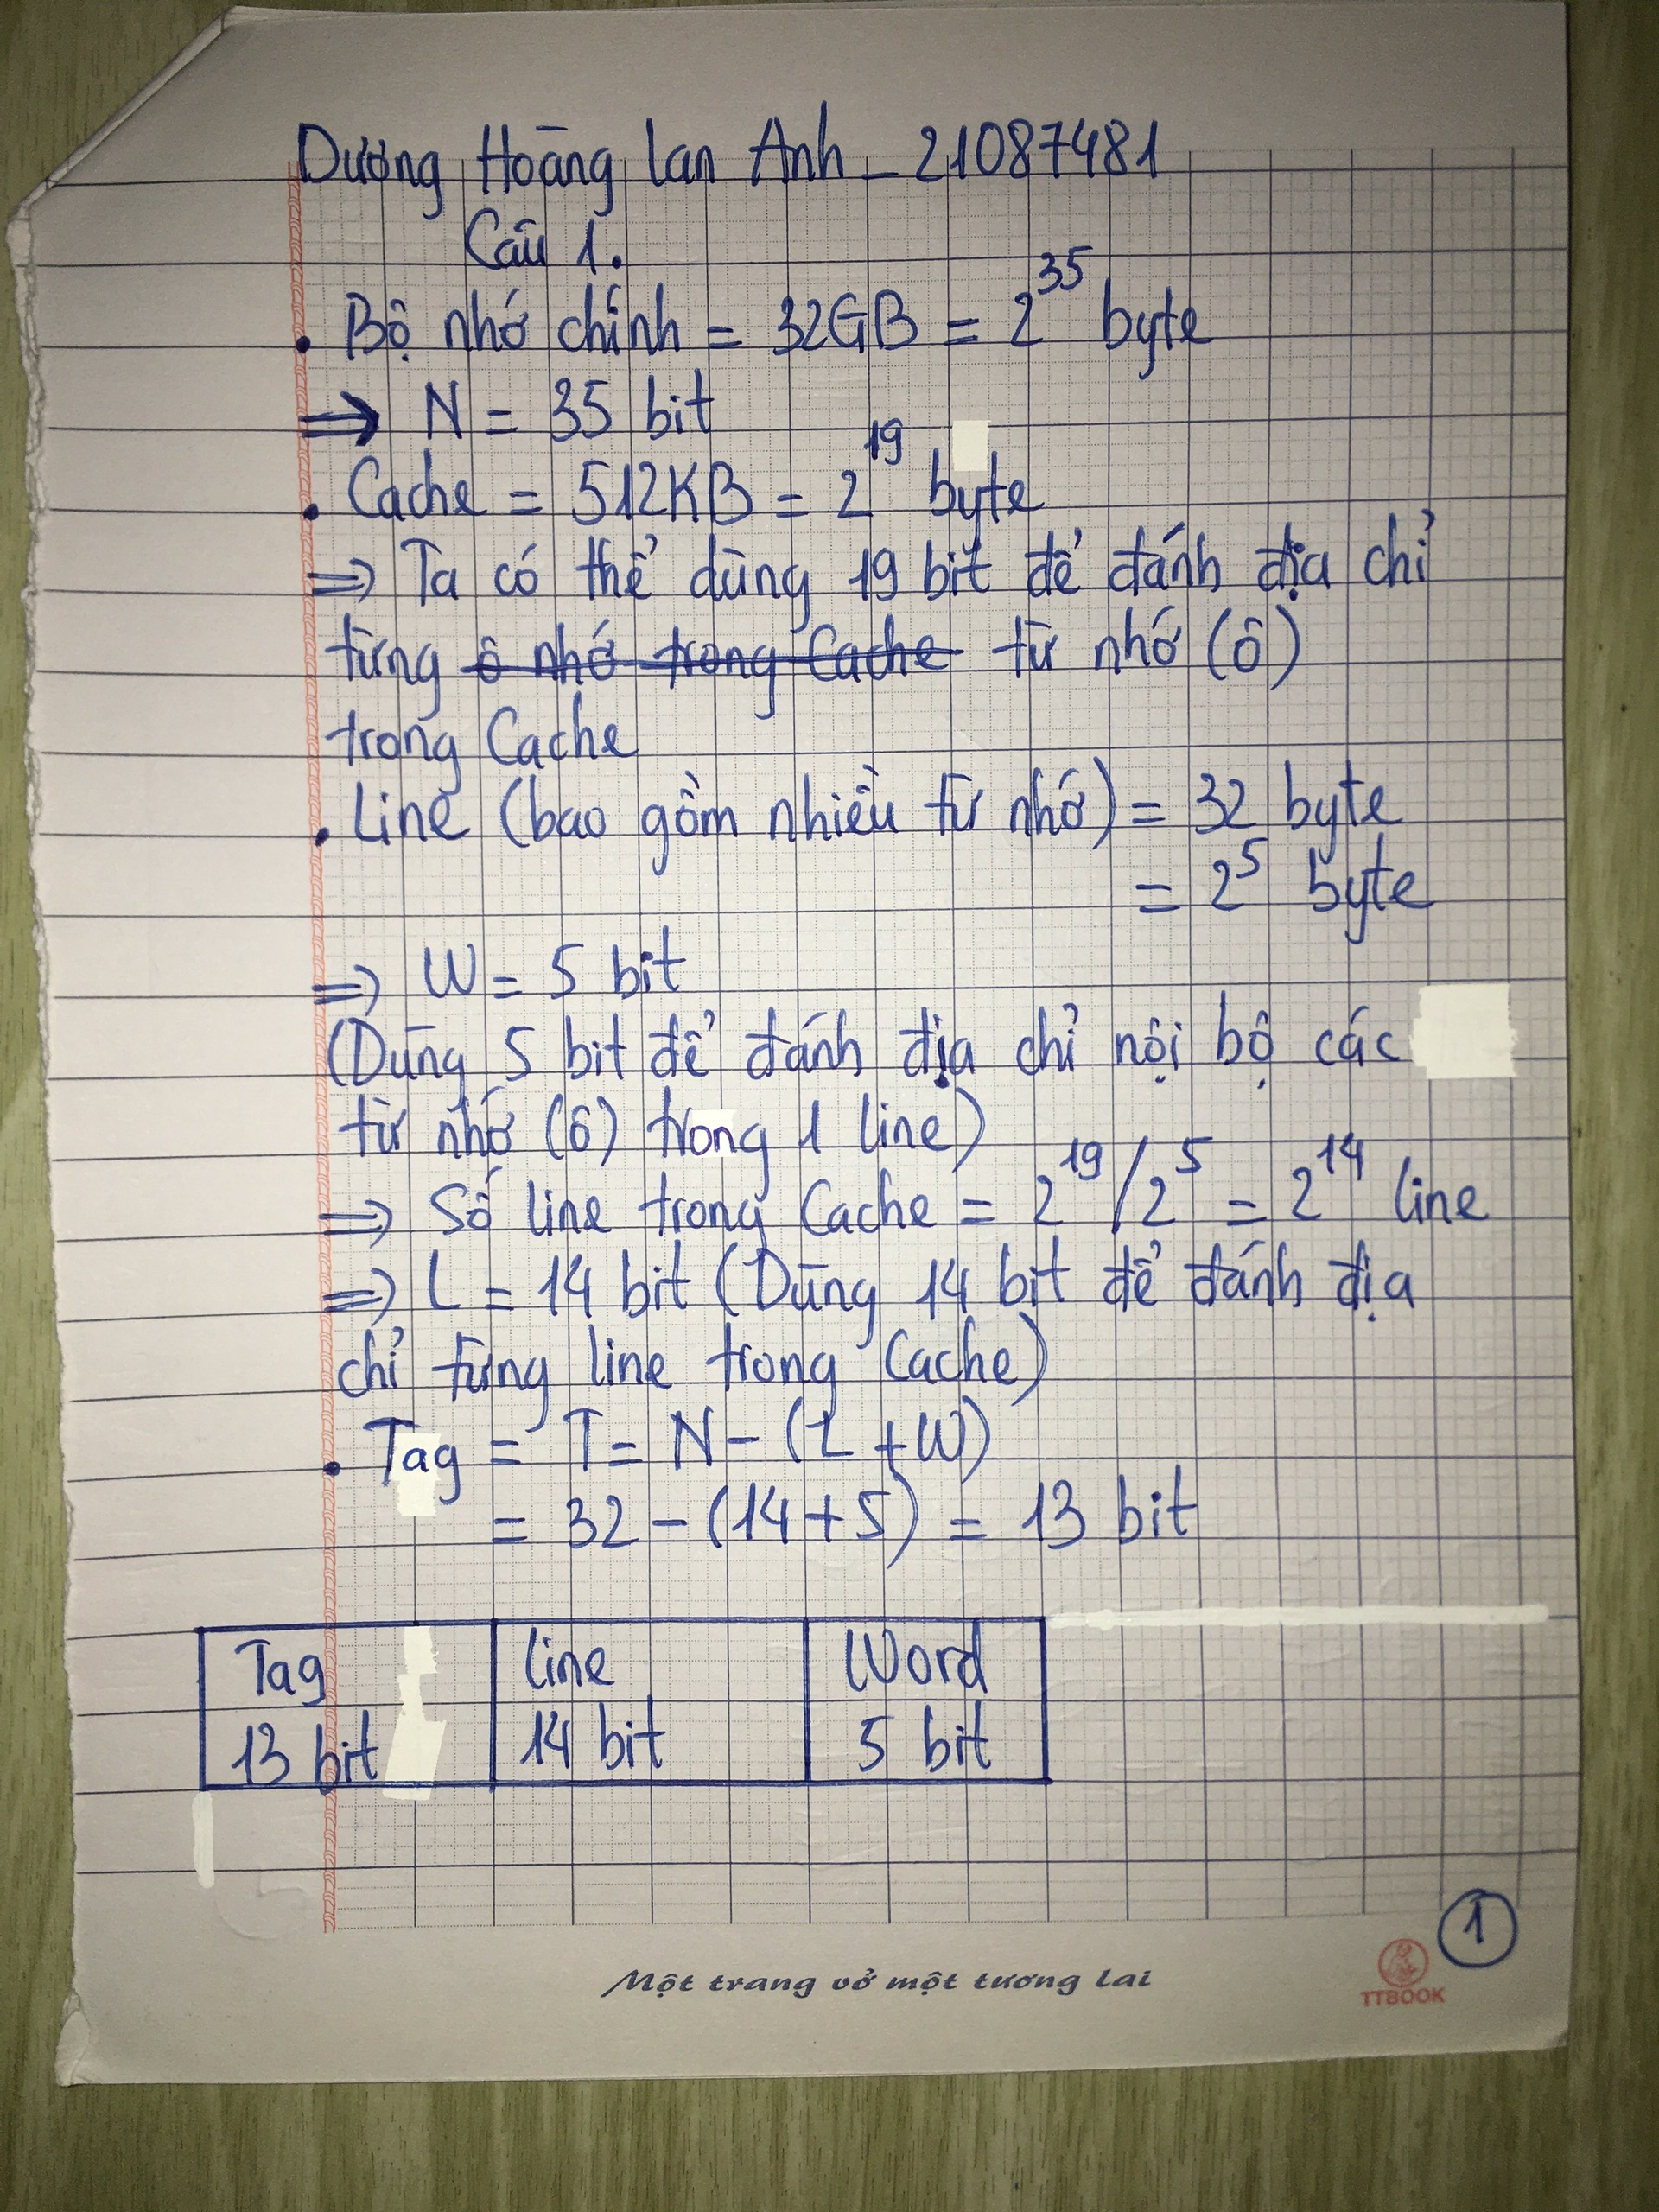 Dương Hoàng Lan Anh _ 21087481
Câu 1.
• Bộ nhớ chính = 32GB = 2^35 byte
⇒ N = 35 bit
• Cache = 512KB = 2^19 byte
⇒ Ta có thể dùng 19 bit để đánh địa chỉ
từng ô nhớ trong Cache từ nhớ (ô)
trong Cache
• Line (bao gồm nhiều từ nhớ) = 32 byte
= 2^5 byte
⇒ W = 5 bit
(Dùng 5 bit để đánh địa chỉ nội bộ các
từ nhớ (ô) trong 1 line)
⇒ Số line trong Cache = 2^19 / 2^5 = 2^14 line
⇒ L = 14 bit (Dùng 14 bit để đánh địa
chỉ từng line trong Cache)
• Tag = T = N - (L + W)
= 32 - (14 + 5) = 13 bit
Tag line Word
13 bit 14 bit 5 bit
1
Một trang vở một tương lai
TTBOOK